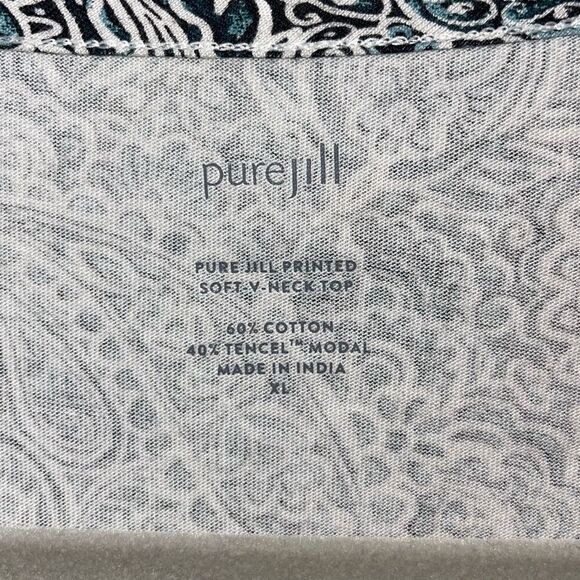 purejill
PURE JILL PRINTED
SOFT V-NECK TOP
60% COTTON
40% TENCEL™ MODAL
MADE IN INDIA
XL